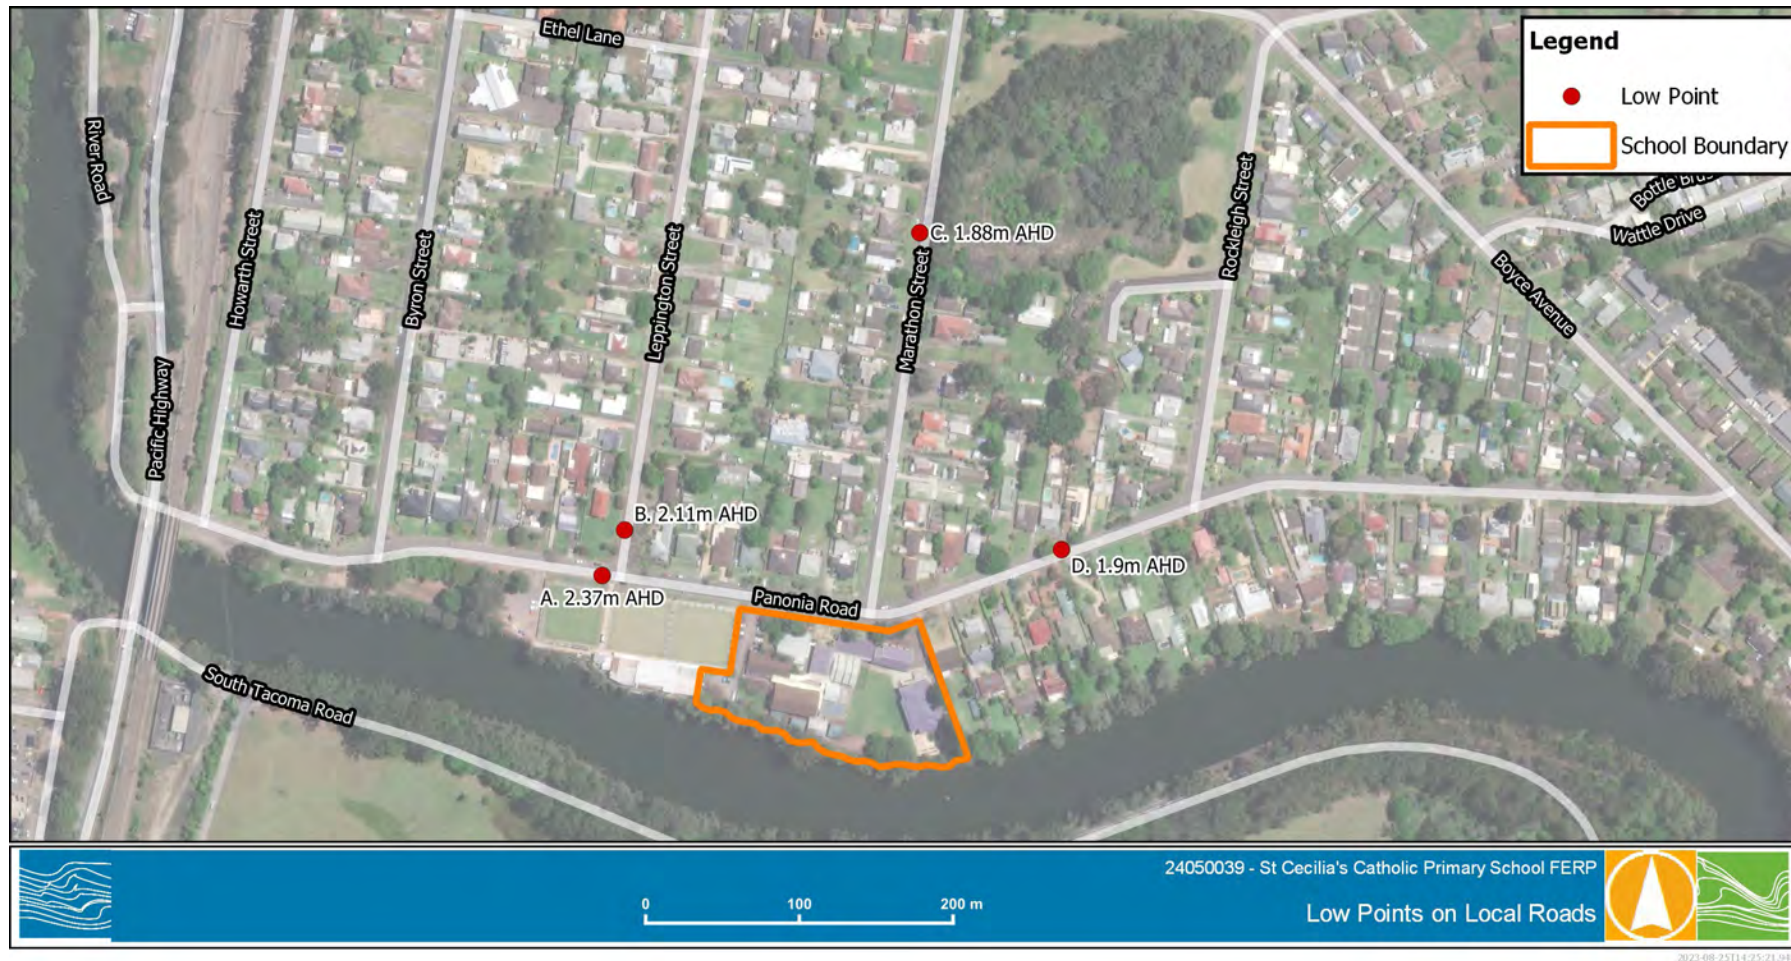 Ethel Lane
Legend
Low Point
School Boundary
River Road
Howarth Street
Byron Street
Leppington Street
Marathon Street
Rockleigh Street
Wattle Drive
Boyce Avenue
Pacific Highway
C. 1.88m AHD
B. 2.11m AHD
A. 2.37m AHD
D. 1.9m AHD
Panonia Road
South Tacoma Road
24050039 - St Cecilia's Catholic Primary School FERP
0 100 200 m
Low Points on Local Roads